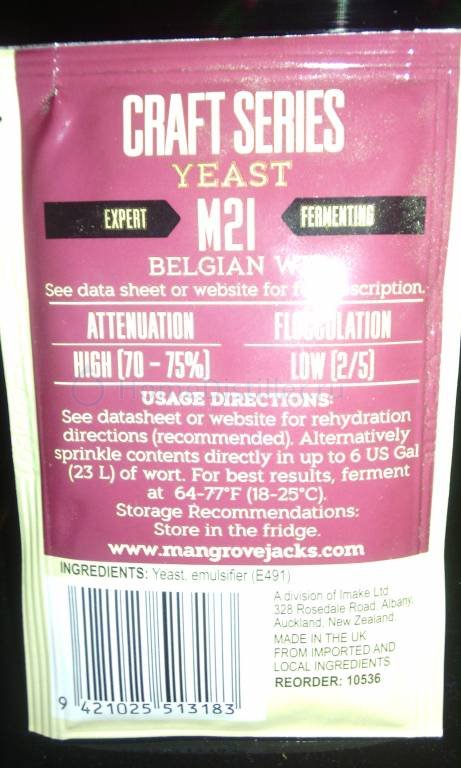 CRAFT SERIES
YEAST
EXPERT M21 FERMENTING
BELGIAN
See data sheet or website for
ATTENUATION FLOCCULATION
HIGH (70 - 75%) LOW (2/5)
USAGE DIRECTIONS:
See datasheet or website for rehydration
directions (recommended). Alternatively
sprinkle contents directly in up to 6 US Gal
(23 L) of wort. For best results, ferment
at 64-77°F (18-25°C).
Storage Recommendations:
Store in the fridge.
www.mangrovejacks.com
INGREDIENTS: Yeast, emulsifier (E491)
A division of Imake Ltd
328 Rosedale Road, Albany,
Auckland, New Zealand.
MADE IN THE UK
FROM IMPORTED AND
LOCAL INGREDIENTS
REORDER: 10536
9 421025 513183